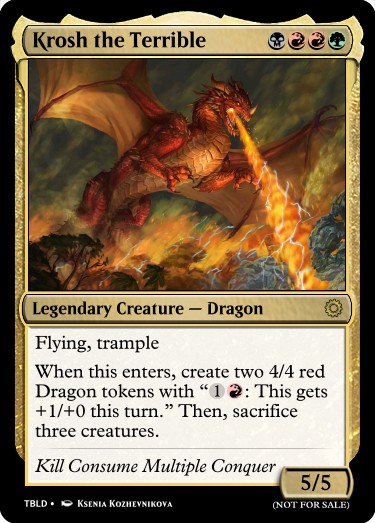 Krosh the Terrible
Legendary Creature — Dragon
Flying, trample
When this enters, create two 4/4 red
Dragon tokens with “1: This gets
+1/+0 this turn.” Then, sacrifice
three creatures.
Kill Consume Multiple Conquer
5/5
TBLD • Ksenia Kozhevnikova
(NOT FOR SALE)